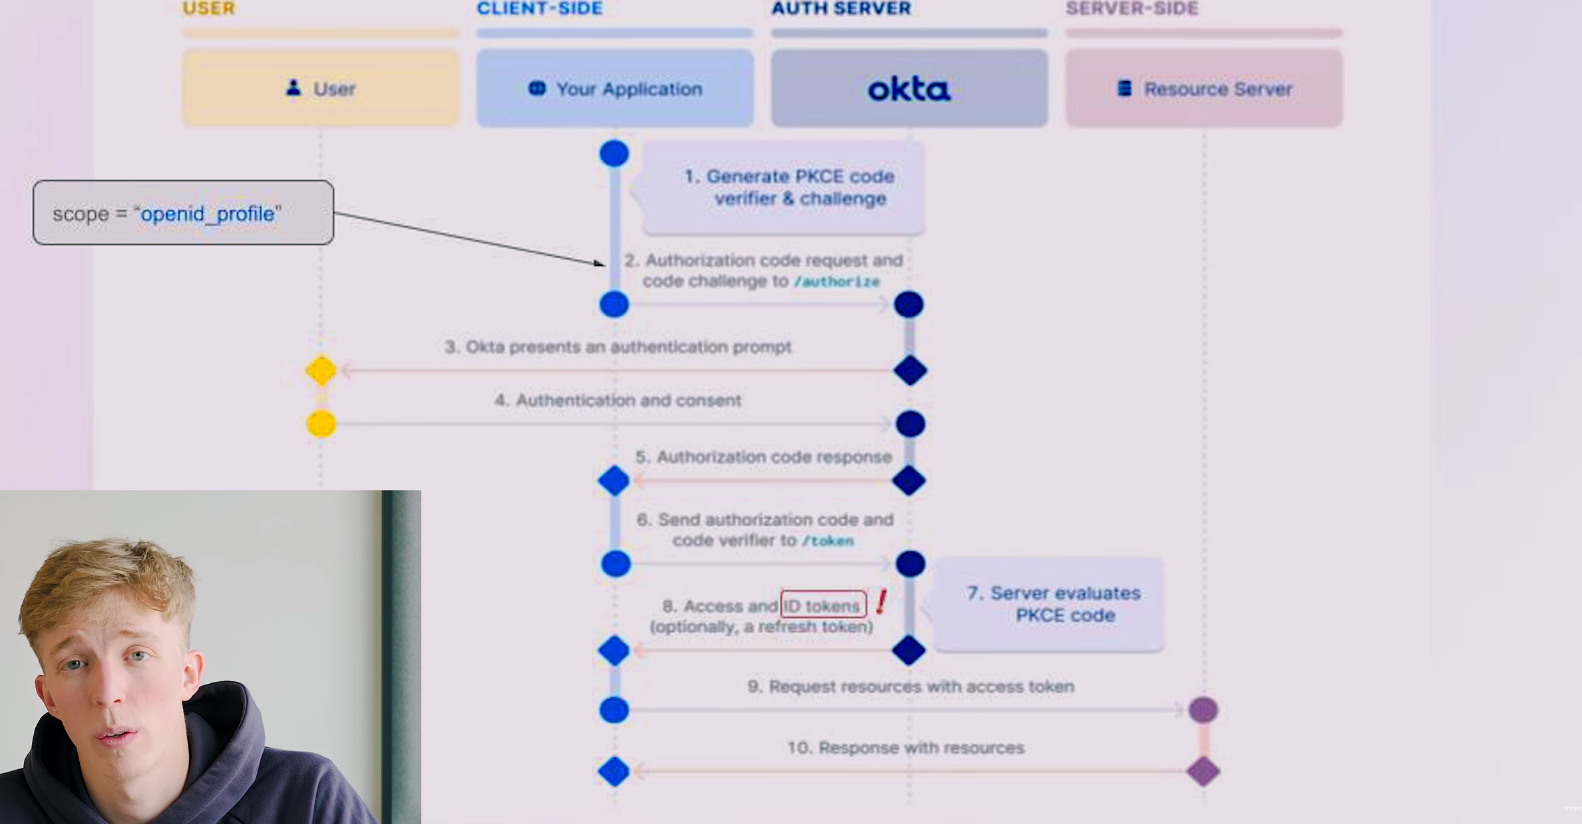 USER
CLIENT-SIDE
AUTH SERVER
SERVER-SIDE
User
Your Application
okta
Resource Server
1. Generate PKCE code
verifier & challenge
scope = “openid_profile”
2. Authorization code request and
code challenge to /authorize
3. Okta presents an authentication prompt
4. Authentication and consent
5. Authorization code response
6. Send authorization code and
code verifier to /token
7. Server evaluates
PKCE code
8. Access and ID tokens !
(optionally, a refresh token)
9. Request resources with access token
10. Response with resources